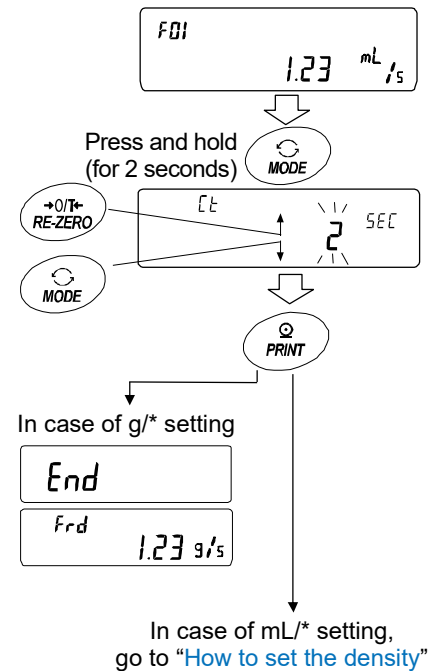 F01
1.23 mL/s
Press and hold
(for 2 seconds)
MODE
→0/T←
RE-ZERO
Ct
2 SEC
MODE
PRINT
In case of g/* setting
End
Frd
1.23 g/s
In case of mL/* setting,
go to “How to set the density”